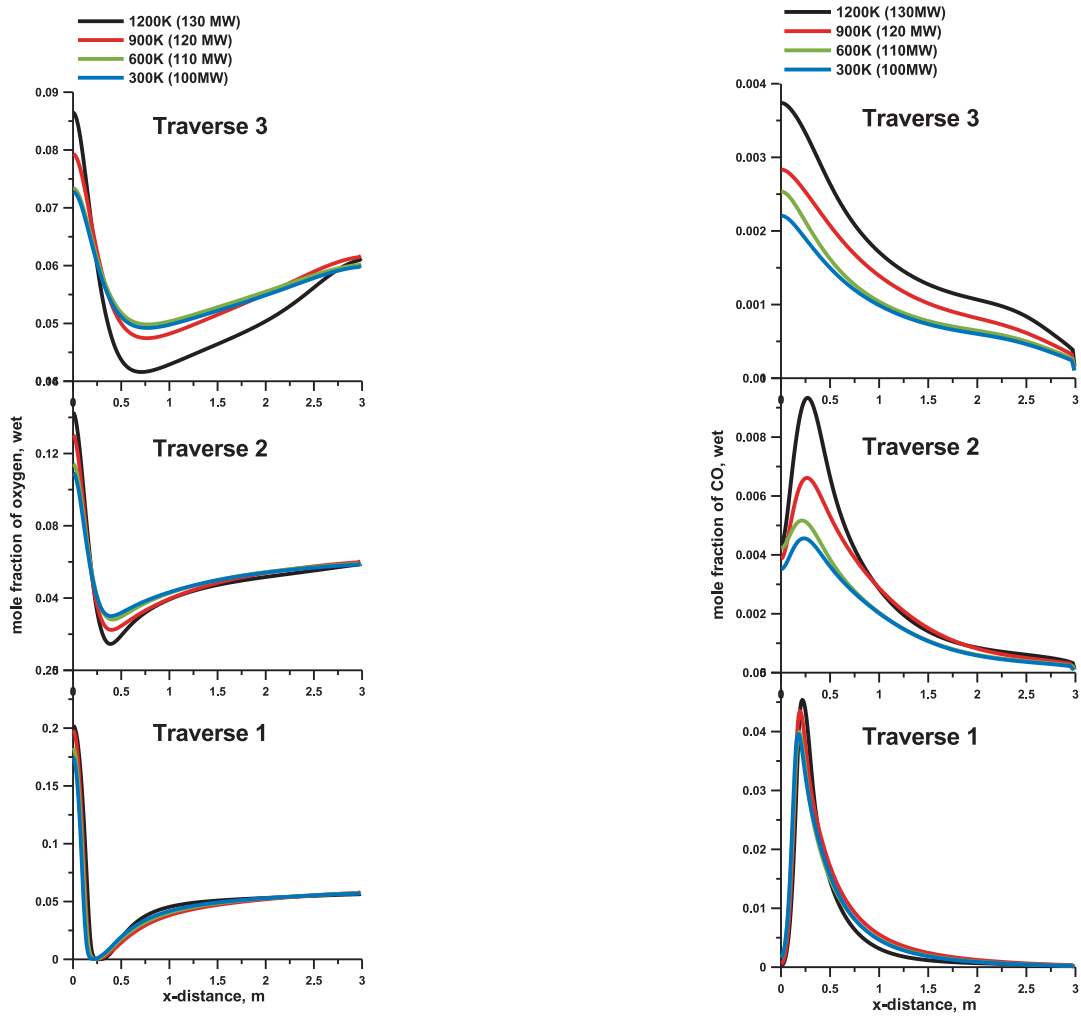 1200K (130 MW)
900K (120 MW)
600K (110 MW)
300K (100MW)
Traverse 3
0.09
0.08
0.07
0.06
0.05
0 0.5 1 1.5 2 2.5 3
Traverse 2
0.12
0.08
0.04
0 0.5 1 1.5 2 2.5 3
mole fraction of oxygen, wet
Traverse 1
0.2
0.15
0.1
0.05
0
0 0.5 1 1.5 2 2.5 3
x-distance, m
1200K (130MW)
900K (120 MW)
600K (110MW)
300K (100MW)
Traverse 3
0.004
0.003
0.002
0.001
0 0.5 1 1.5 2 2.5 3
Traverse 2
0.008
0.006
0.004
0.002
0 0.5 1 1.5 2 2.5 3
mole fraction of CO, wet
Traverse 1
0.04
0.03
0.02
0.01
0
0 0.5 1 1.5 2 2.5 3
x-distance, m